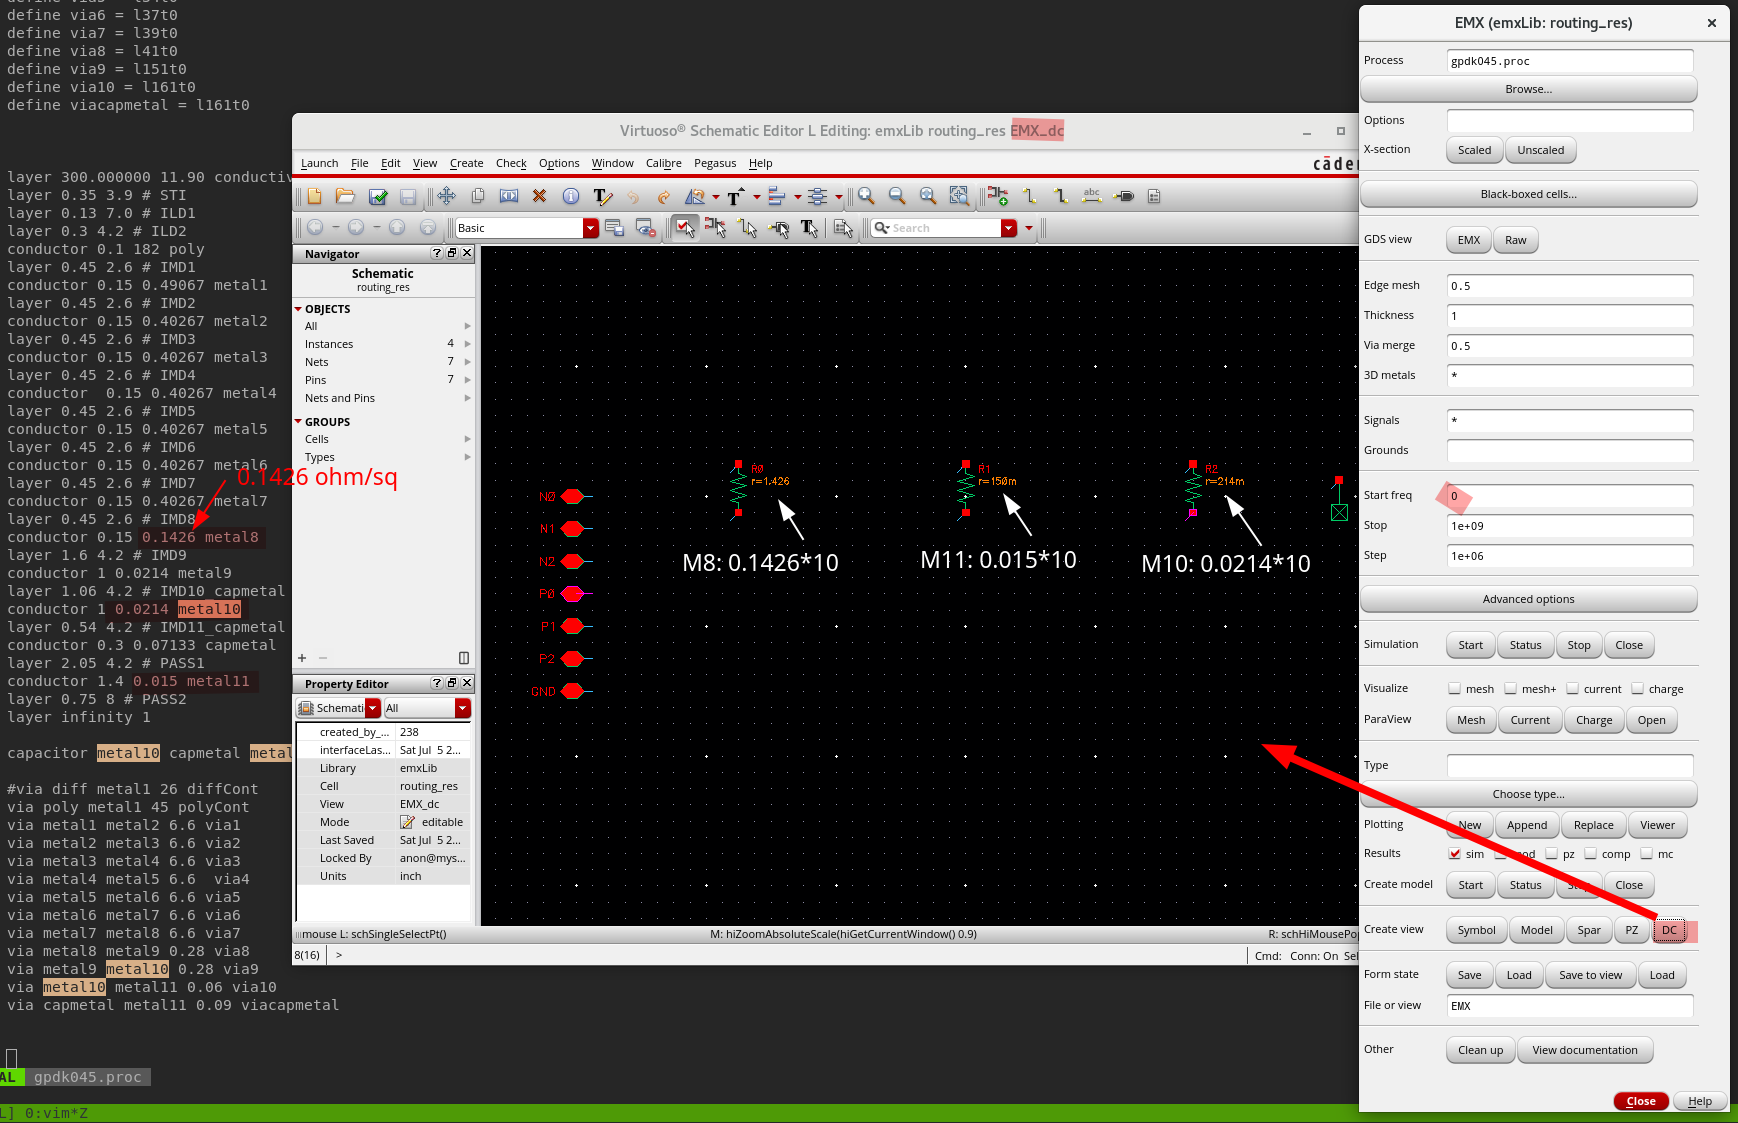 define via6 = l37t0
define via7 = l39t0
define via8 = l41t0
define via9 = l151t0
define via10 = l161t0
define viacapmetal = l161t0
layer 300.000000 11.90 conductiv
layer 0.35 3.9 # STI
layer 0.13 7.0 # ILD1
layer 0.3 4.2 # ILD2
conductor 0.1 182 poly
layer 0.45 2.6 # IMD1
conductor 0.15 0.49067 metal1
layer 0.45 2.6 # IMD2
conductor 0.15 0.40267 metal2
layer 0.45 2.6 # IMD3
conductor 0.15 0.40267 metal3
layer 0.45 2.6 # IMD4
conductor  0.15 0.40267 metal4
layer 0.45 2.6 # IMD5
conductor 0.15 0.40267 metal5
layer 0.45 2.6 # IMD6
conductor 0.15 0.40267 metal6
layer 0.45 2.6 # IMD7
0.1426 ohm/sq
conductor 0.15 0.40267 metal7
layer 0.45 2.6 # IMD8
conductor 0.15 0.1426 metal8
layer 1.6 4.2 # IMD9
conductor 1 0.0214 metal9
layer 1.06 4.2 # IMD10_capmetal
conductor 1 0.0214 metal10
layer 0.54 4.2 # IMD11_capmetal
conductor 0.3 0.07133 capmetal
layer 2.05 4.2 # PASS1
conductor 1.4 0.015 metal11
layer 0.75 8 # PASS2
layer infinity 1
capacitor metal10 capmetal metal
#via diff metal1 26 diffCont
via poly metal1 45 polyCont
via metal1 metal2 6.6 via1
via metal2 metal3 6.6 via2
via metal3 metal4 6.6 via3
via metal4 metal5 6.6  via4
via metal5 metal6 6.6 via5
via metal6 metal7 6.6 via6
via metal7 metal8 6.6 via7
via metal8 metal9 0.28 via8
via metal9 metal10 0.28 via9
via metal10 metal11 0.06 via10
via capmetal metal11 0.09 viacapmetal
AL gpdk045.proc
L] 0:vim*Z
Virtuoso® Schematic Editor L Editing: emxLib routing_res EMX_dc
Launch File Edit View Create Check Options Window Calibre Pegasus Help
cāden
abc
Basic
Search
Navigator
Schematic
routing_res
OBJECTS
All
Instances 4
Nets 7
Pins 7
Nets and Pins
GROUPS
Cells
Types
Property Editor
Schemati All
created_by_... 238
interfaceLas... Sat Jul 5 2...
Library emxLib
Cell routing_res
View EMX_dc
Mode editable
Last Saved Sat Jul 5 2...
Locked By anon@mys...
Units inch
N0
N1
N2
P0
P1
P2
GND
R0
r=1.426
R1
r=150m
R2
r=214m
M8: 0.1426*10
M11: 0.015*10
M10: 0.0214*10
mouse L: schSingleSelectPt() M: hiZoomAbsoluteScale(hiGetCurrentWindow() 0.9) R: schHiMousePop
8(16) > Cmd: Conn: On Sel
EMX (emxLib: routing_res)
Process gpdk045.proc
Browse...
Options
X-section Scaled Unscaled
Black-boxed cells...
GDS view EMX Raw
Edge mesh 0.5
Thickness 1
Via merge 0.5
3D metals *
Signals *
Grounds
Start freq 0
Stop 1e+09
Step 1e+06
Advanced options
Simulation Start Status Stop Close
Visualize mesh mesh+ current charge
ParaView Mesh Current Charge Open
Type
Choose type...
Plotting New Append Replace Viewer
Results sim mod pz comp mc
Create model Start Status Stop Close
Create view Symbol Model Spar PZ DC
Form state Save Load Save to view Load
File or view EMX
Other Clean up View documentation
Close Help